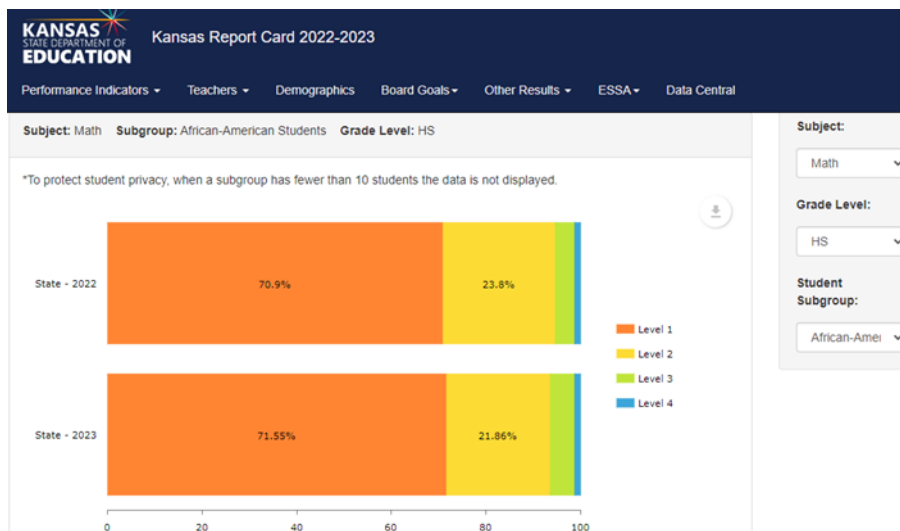 KANSAS
STATE DEPARTMENT OF
EDUCATION
Kansas Report Card 2022-2023
Performance Indicators Teachers Demographics Board Goals Other Results ESSA Data Central
Subject: Math Subgroup: African-American Students Grade Level: HS
*To protect student privacy, when a subgroup has fewer than 10 students the data is not displayed.
State - 2022 70.9% 23.8%
State - 2023 71.55% 21.86%
0 20 40 60 80 100
Level 1
Level 2
Level 3
Level 4
Subject:
Math
Grade Level:
HS
Student
Subgroup:
African-Amer